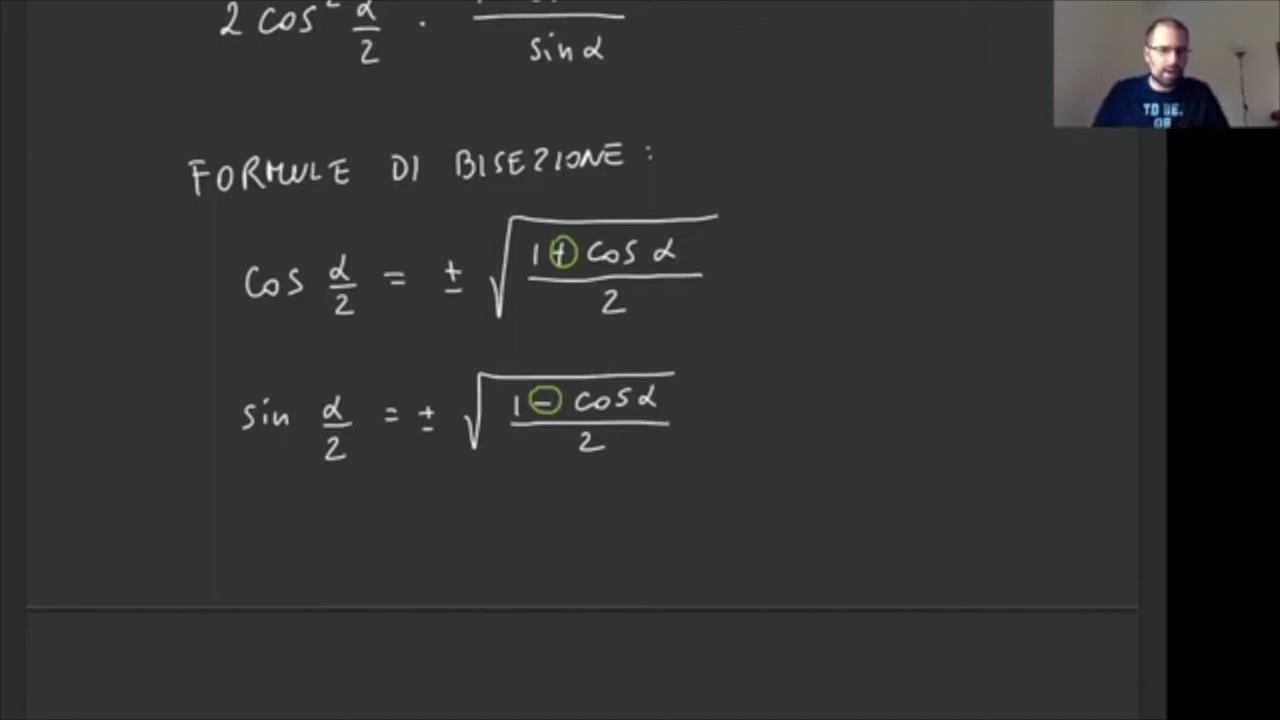 2 cos² α/2 · ─── / sin α
FORMULE DI BISEZIONE :
cos α/2 = ± √((1 + cos α)/2)
sin α/2 = ± √((1 − cos α)/2)
TO BE.
OR